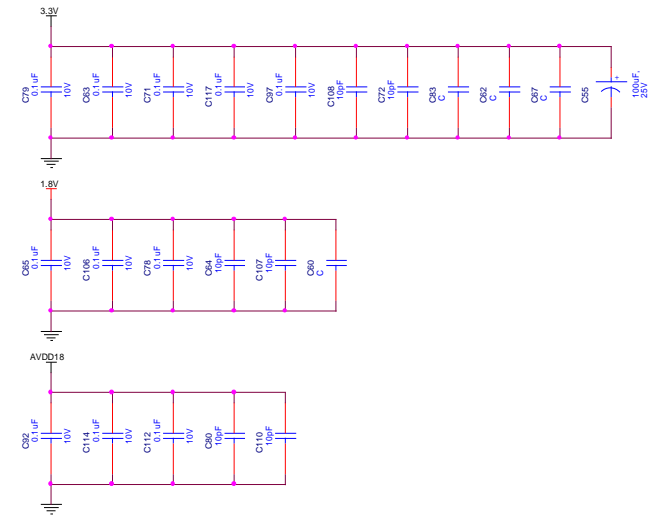 3.3V
C79
0.1uF
10V
C63
0.1uF
10V
C71
0.1uF
10V
C117
0.1uF
10V
C97
0.1uF
10V
C108
10pF
C72
10pF
C83
C
C62
C
C67
C
C55
+
100uF,
25V
1.8V
C65
0.1uF
10V
C106
0.1uF
10V
C78
0.1uF
10V
C64
10pF
C107
10pF
C60
C
AVDD18
C92
0.1uF
10V
C114
0.1uF
10V
C112
0.1uF
10V
C80
10pF
C110
10pF